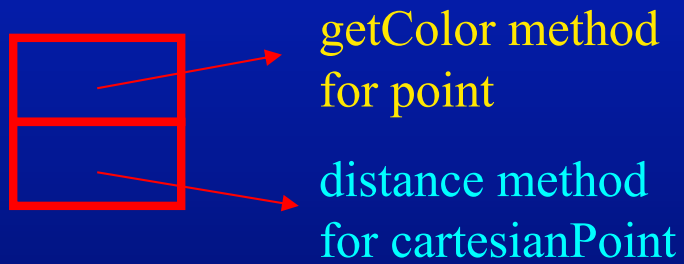 getColor method
for point
distance method
for cartesianPoint